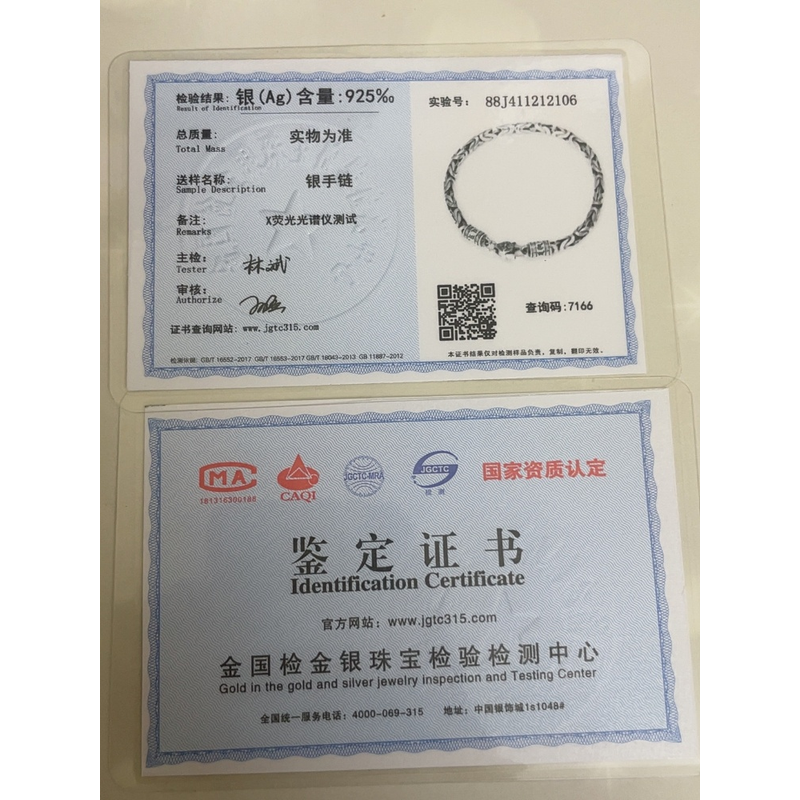 检验结果: 银(Ag)含量:925‰
Result of Identification
实验号: 88J411212106
总质量: 实物为准
Total Mass
送样名称: 银手链
Sample Description
备注: X荧光光谱仪测试
Remarks
主检: 林斌
Tester
审核:
Authorize
查询码:7166
证书查询网站: www.jgtc315.com
检测依据: GB/T 16552-2017 GB/T 16553-2017 GB/T 18043-2013 GB 11887-2012
本证书结果仅对检测样品负责, 复制, 翻印无效。
CMA
181316300188
CAQI
JGCTC-MRA
JGCTC
检测
国家资质认定
鉴定证书
Identification Certificate
官方网站: www.jgtc315.com
金国检金银珠宝检验检测中心
Gold in the gold and silver jewelry inspection and Testing Center
全国统一服务电话: 4000-069-315 地址: 中国银饰城1s1048#